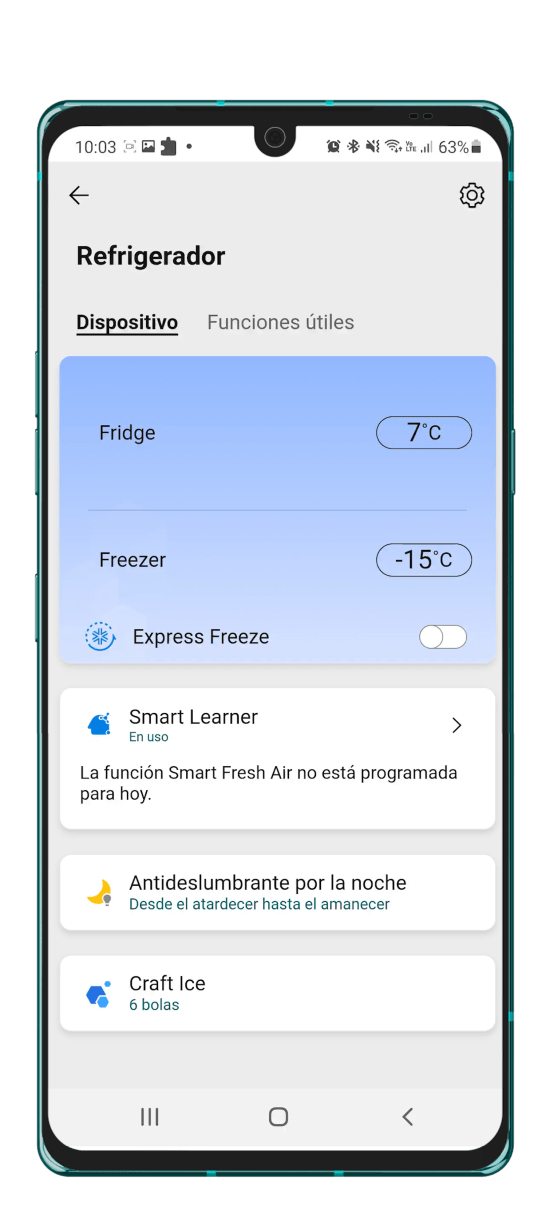 10:03
63%
Refrigerador
Dispositivo Funciones útiles
Fridge 7°C
Freezer -15°C
Express Freeze
Smart Learner
En uso
La función Smart Fresh Air no está programada
para hoy.
Antideslumbrante por la noche
Desde el atardecer hasta el amanecer
Craft Ice
6 bolas